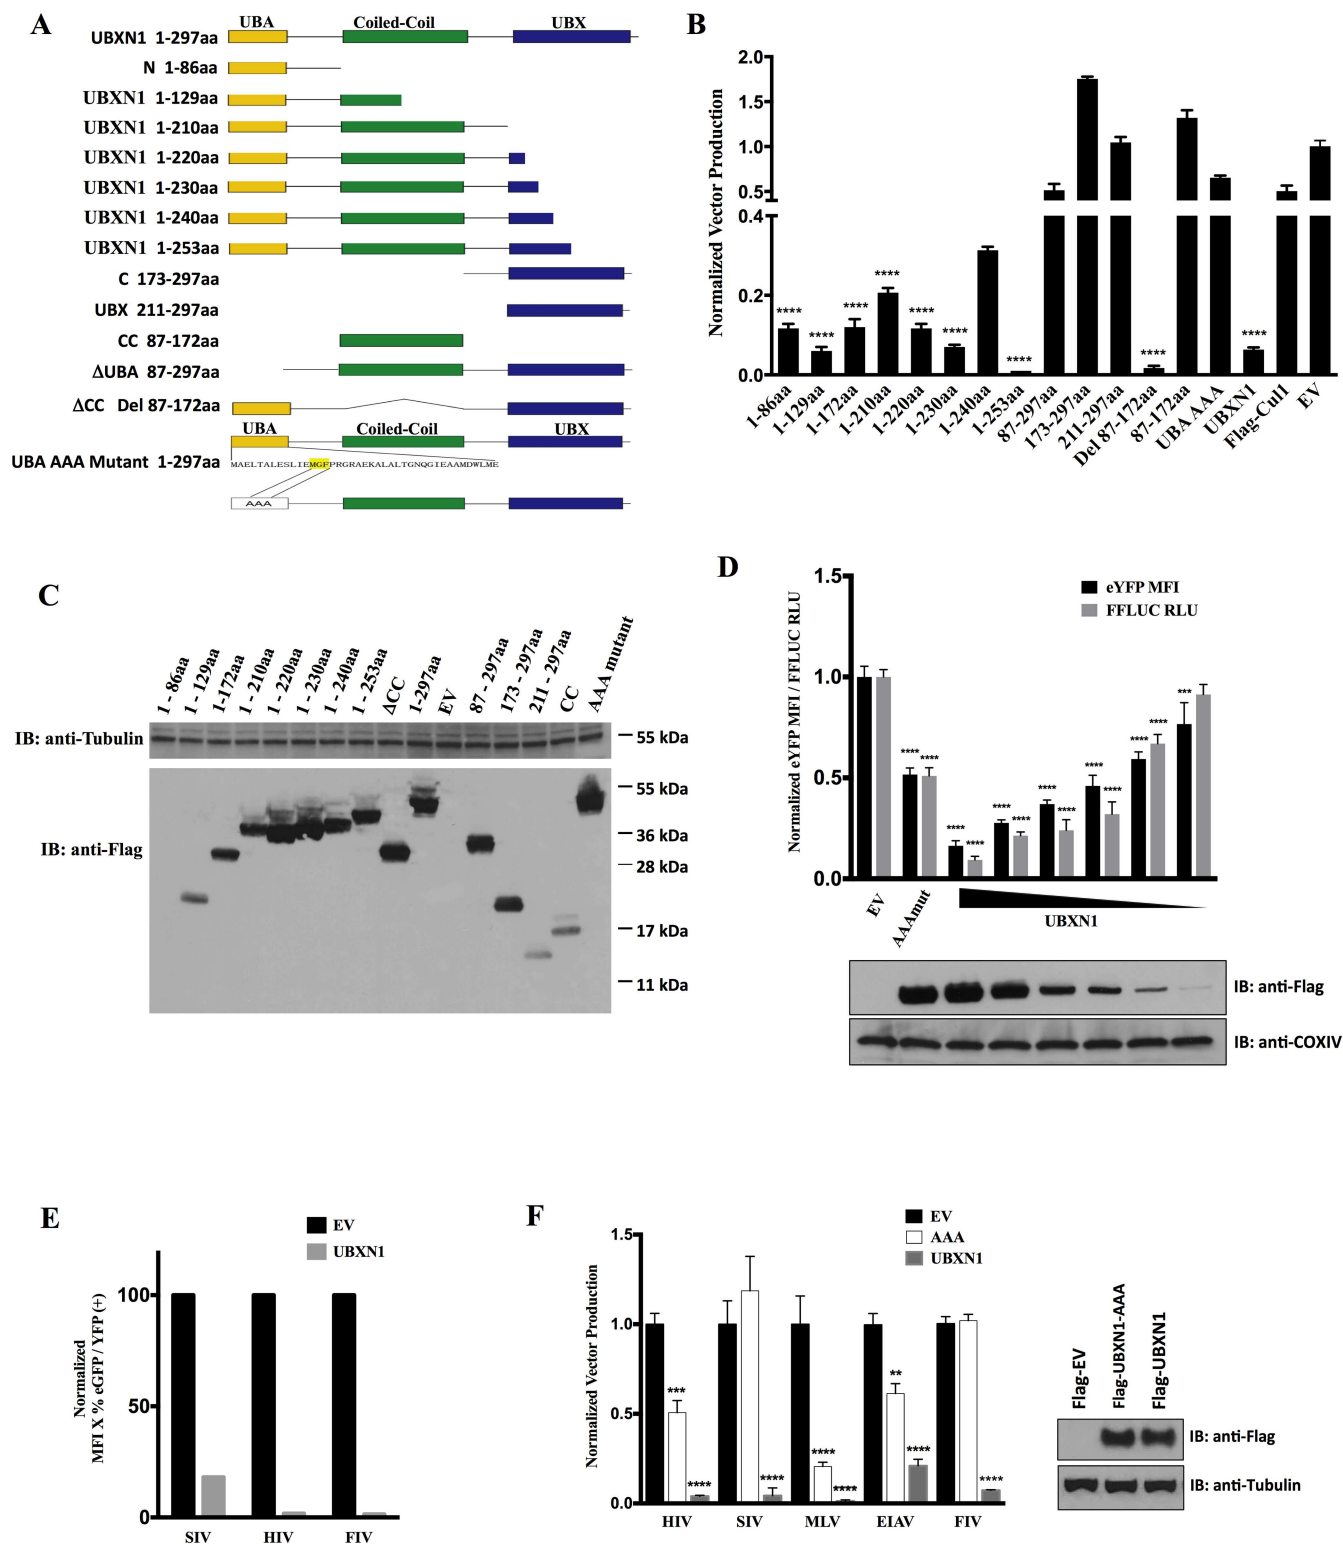 A
UBA Coiled-Coil UBX
UBXN1 1-297aa
N 1-86aa
UBXN1 1-129aa
UBXN1 1-210aa
UBXN1 1-220aa
UBXN1 1-230aa
UBXN1 1-240aa
UBXN1 1-253aa
C 173-297aa
UBX 211-297aa
CC 87-172aa
ΔUBA 87-297aa
ΔCC Del 87-172aa
UBA Coiled-Coil UBX
UBA AAA Mutant 1-297aa
MAELTALESLIEMGFPRGRAEKALALTGNQGIEAAMDWLME
AAA
B
Normalized Vector Production
2.0
1.5
1.0
0.5
0.4
0.2
0.0
**** **** **** **** **** **** **** **** ****
1-86aa
1-129aa
1-172aa
1-210aa
1-220aa
1-230aa
1-240aa
1-253aa
87-297aa
173-297aa
211-297aa
Del 87-172aa
87-172aa
UBA AAA
UBXN1
Flag-Cul1
EV
C
1 - 86aa
1 - 129aa
1-172aa
1 - 210aa
1 - 220aa
1 - 230aa
1 - 240aa
1 - 253aa
ΔCC
1-297aa
EV
87 - 297aa
173 - 297aa
211 - 297aa
CC
AAA mutant
IB: anti-Tubulin
55 kDa
IB: anti-Flag
55 kDa
36 kDa
28 kDa
17 kDa
11 kDa
D
Normalized eYFP MFI / FFLUC RLU
1.5
1.0
0.5
0.0
eYFP MFI
FFLUC RLU
**** **** **** **** **** **** **** **** **** **** **** **** ***
EV
AAAmut
UBXN1
IB: anti-Flag
IB: anti-COXIV
E
EV
UBXN1
Normalized
MFI X % eGFP / YFP (+)
100
50
0
SIV HIV FIV
F
EV
AAA
UBXN1
Normalized Vector Production
1.5
1.0
0.5
0.0
*** **** **** **** **** ** **** ****
HIV SIV MLV EIAV FIV
Flag-EV
Flag-UBXN1-AAA
Flag-UBXN1
IB: anti-Flag
IB: anti-Tubulin